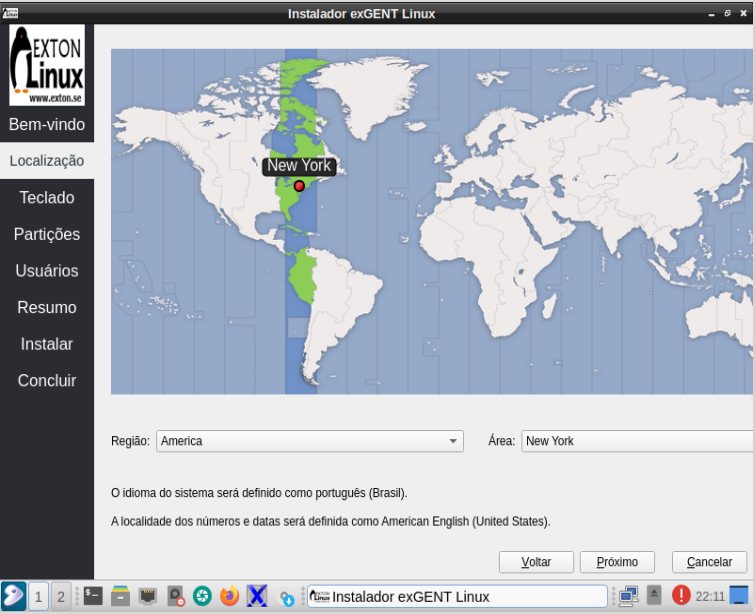 Instalador exGENT Linux
EXTON
Linux
www.exton.se
Bem-vindo
Localização
Teclado
Partições
Usuários
Resumo
Instalar
Concluir
New York
Região: America Área: New York
O idioma do sistema será definido como português (Brasil).
A localidade dos números e datas será definida como American English (United States).
Voltar Próximo Cancelar
1 2 Instalador exGENT Linux 22:11